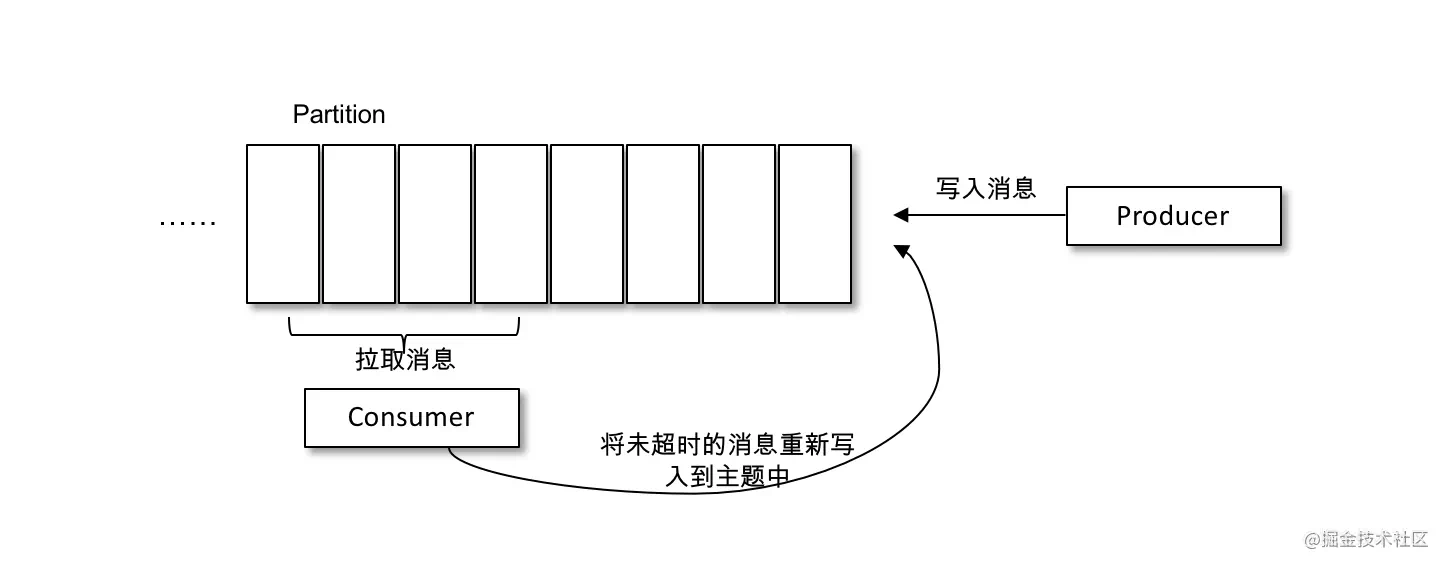 Partition
……
写入消息
Producer
拉取消息
Consumer
将未超时的消息重新写
入到主题中
@掘金技术社区